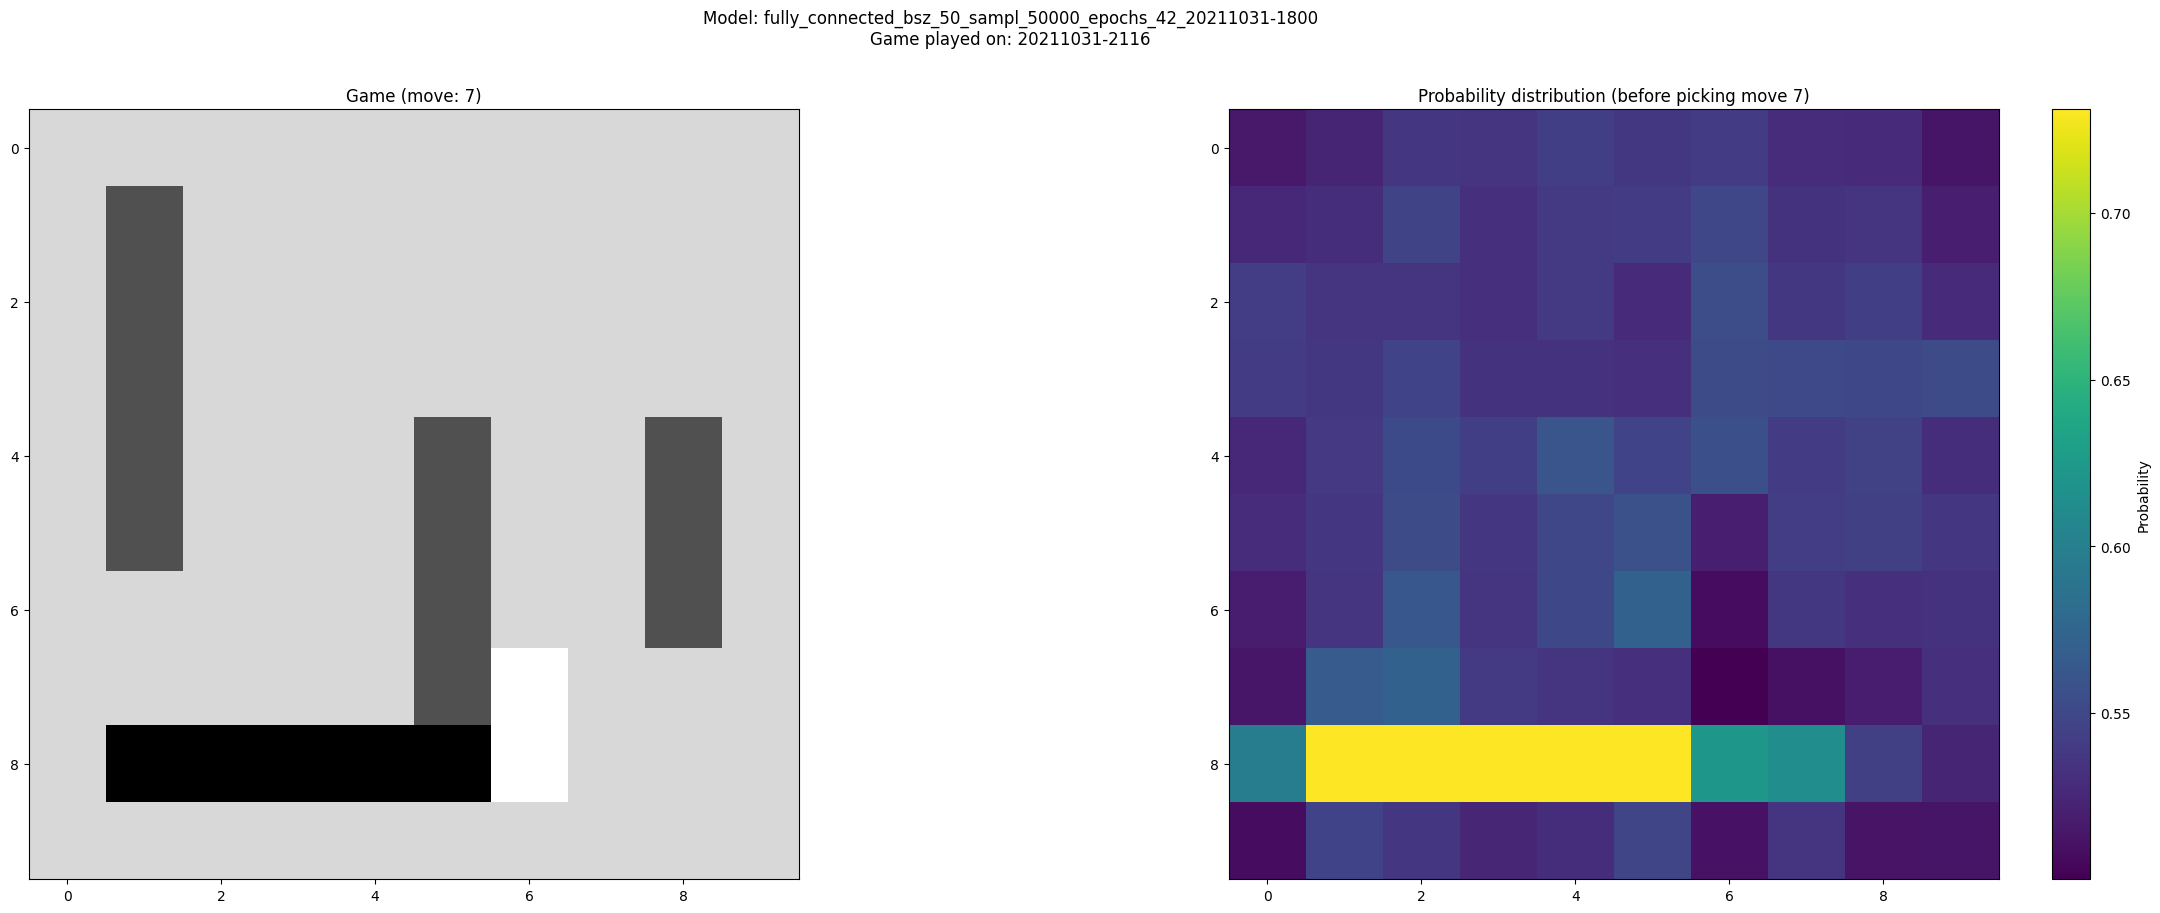 Model: fully_connected_bsz_50_sampl_50000_epochs_42_20211031-1800
Game played on: 20211031-2116
Game (move: 7)
0
2
4
6
8
0 2 4 6 8
Probability distribution (before picking move 7)
0
2
4
6
8
0 2 4 6 8
0.70
0.65
0.60
0.55
Probability